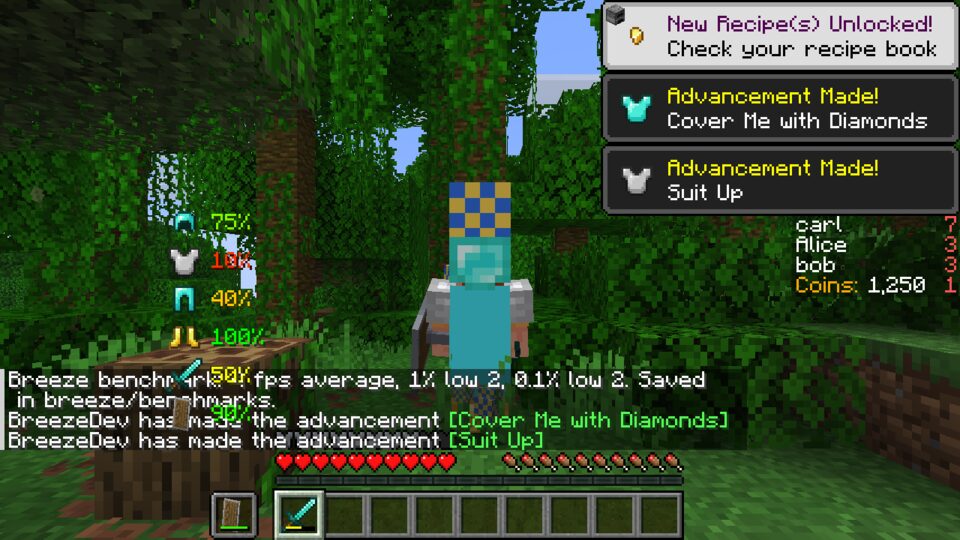 New Recipe(s) Unlocked!
Check your recipe book
Advancement Made!
Cover Me with Diamonds
Advancement Made!
Suit Up
75%
10%
40%
100%
50%
90%
carl 7
Alice 3
bob 3
Coins: 1,250 1
Breeze benchmark: fps average, 1% low 2, 0.1% low 2. Saved
in breeze/benchmarks.
BreezeDev has made the advancement [Cover Me with Diamonds]
BreezeDev has made the advancement [Suit Up]